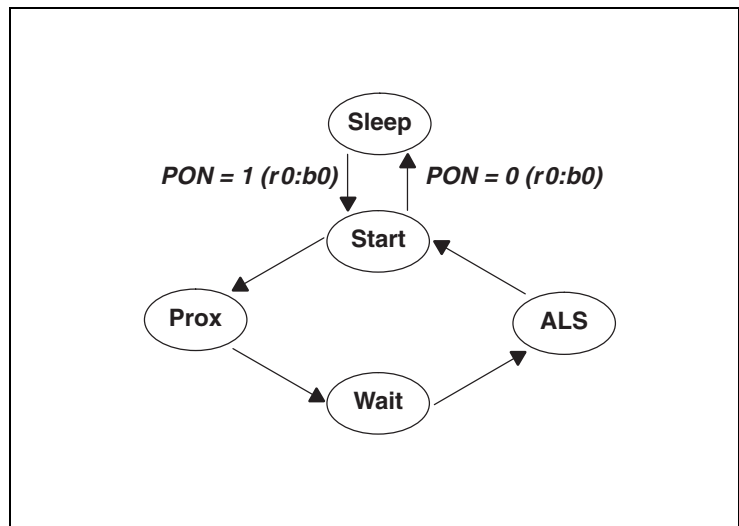 Sleep
PON = 1 (r0:b0) PON = 0 (r0:b0)
Start
Prox ALS
Wait